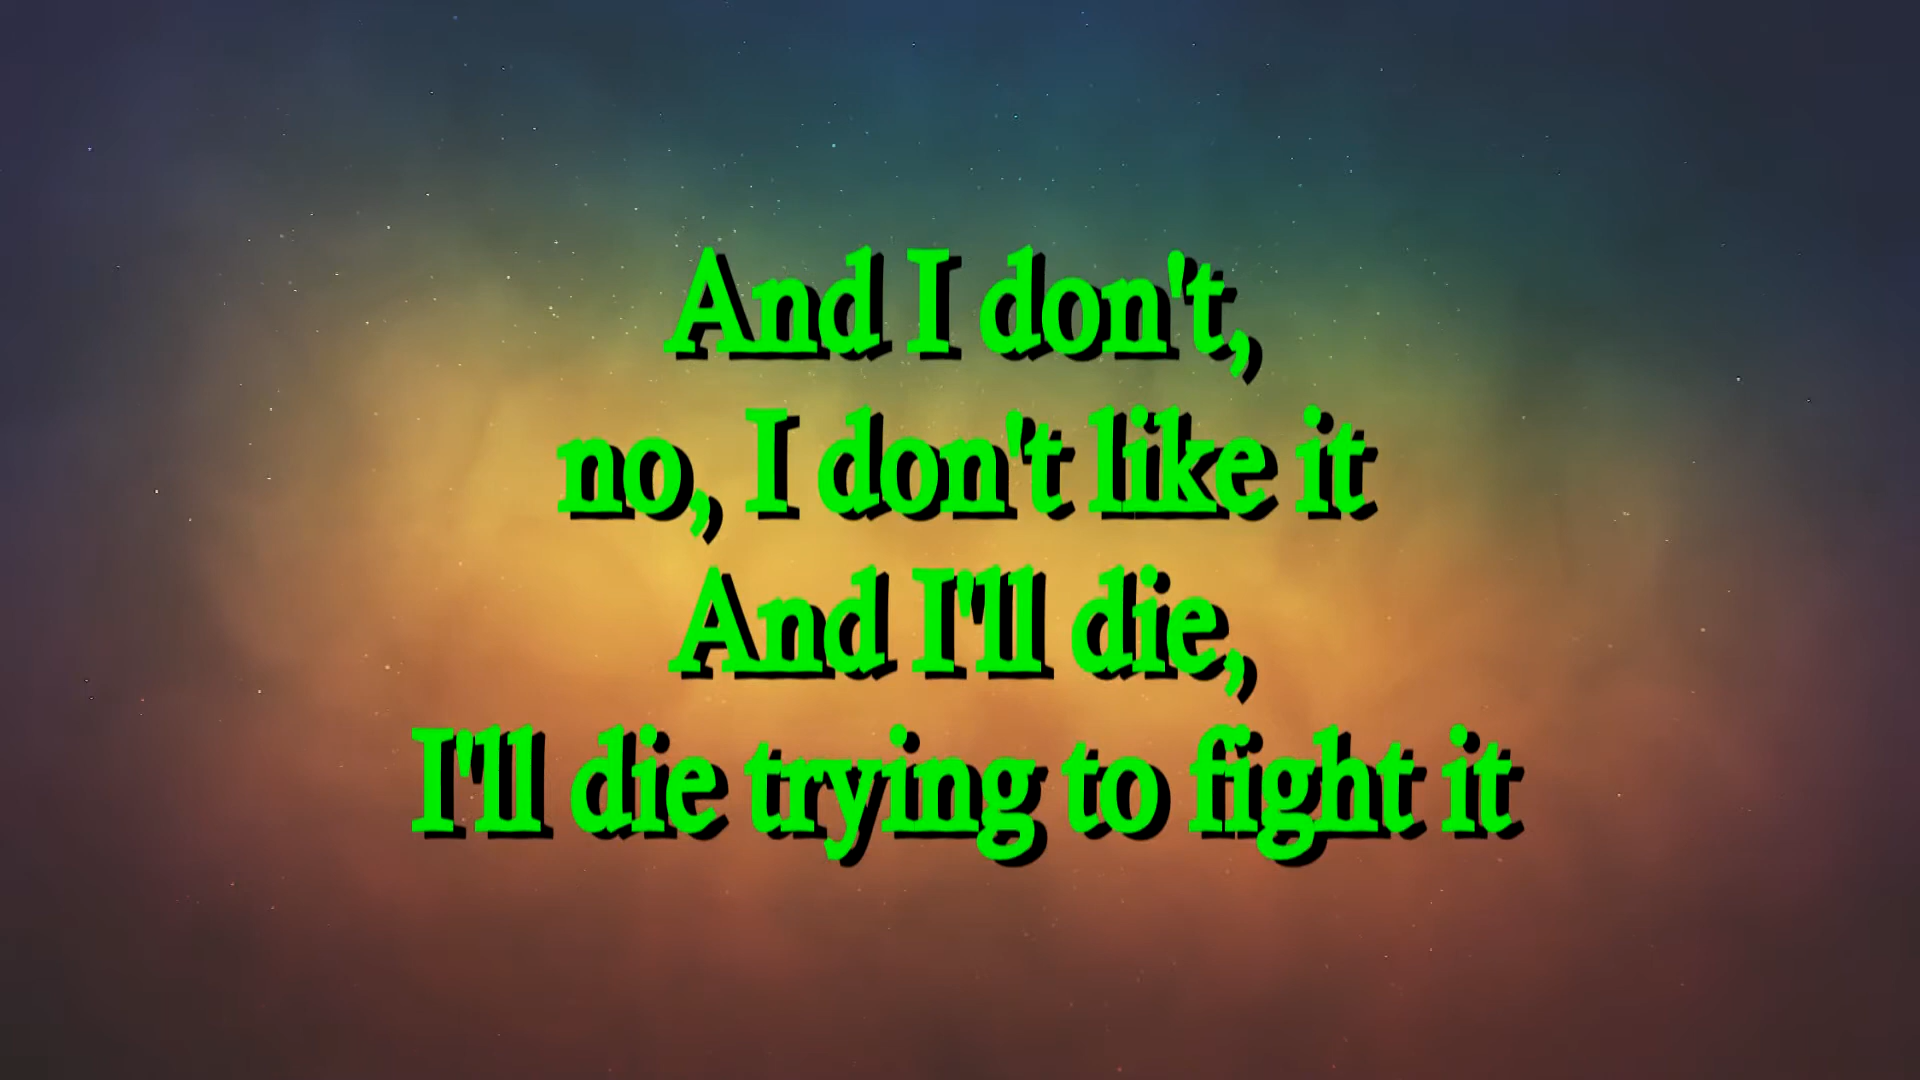 And I don't,
no, I don't like it
And I'll die,
I'll die trying to fight it